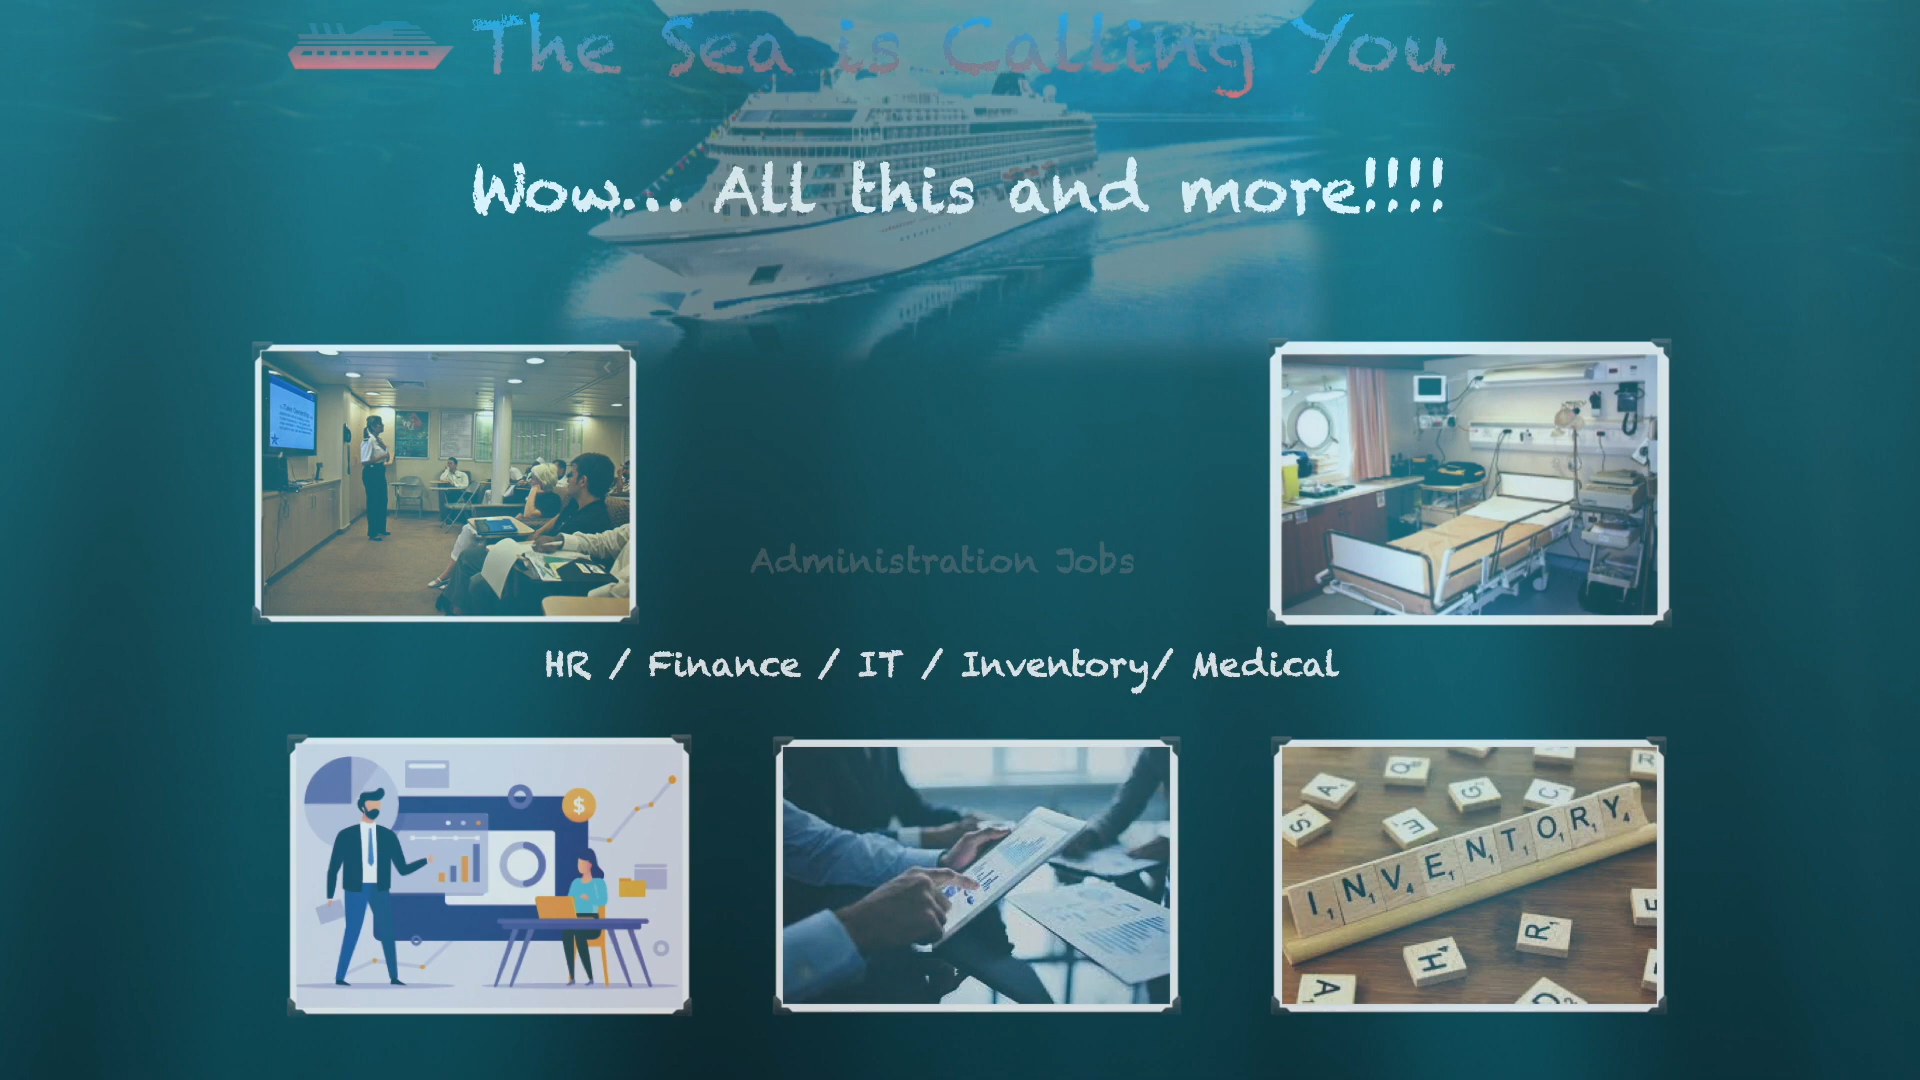 The Sea is Calling You
Wow... All this and more!!!!
Administration Jobs
HR / Finance / IT / Inventory/ Medical
$
INVENTORY